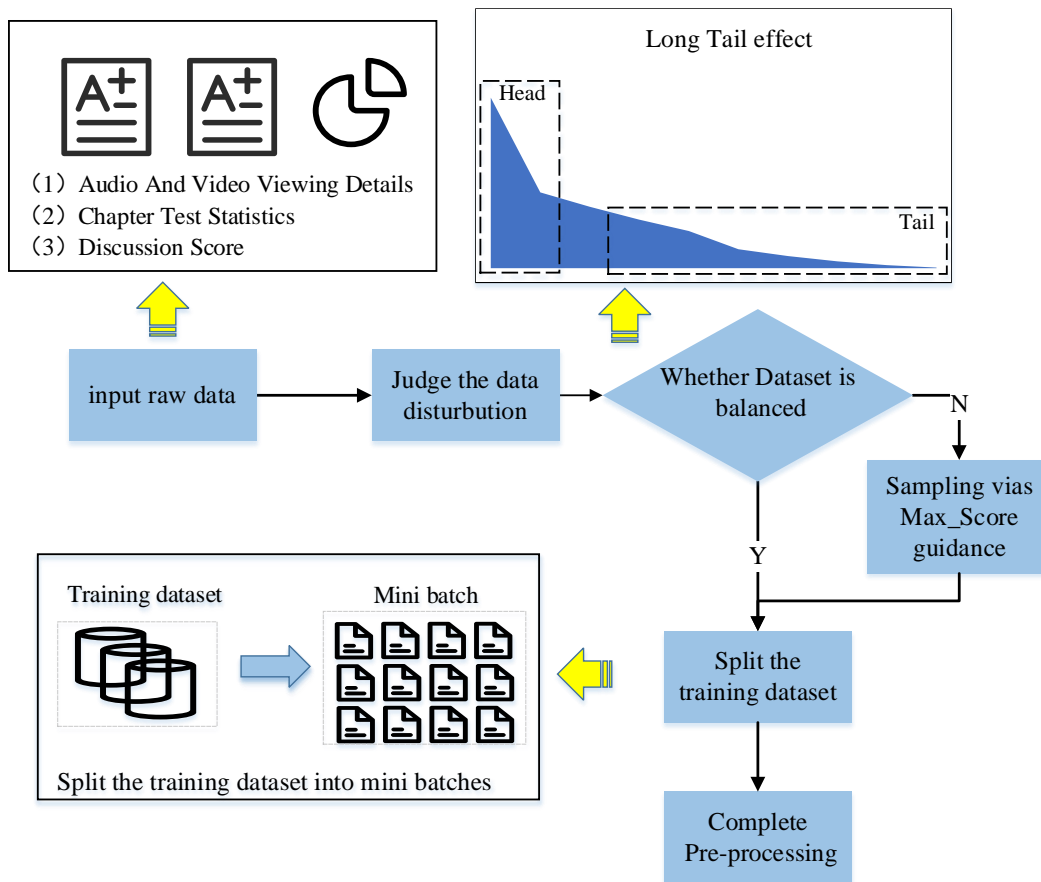 Long Tail effect
Head
Tail
A+
A+
（1）Audio And Video Viewing Details
（2）Chapter Test Statistics
（3）Discussion Score
input raw data
Judge the data
disturbution
Whether Dataset is
balanced
N
Y
Sampling vias
Max_Score
guidance
Training dataset
Mini batch
Split the training dataset into mini batches
Split the
training dataset
Complete
Pre-processing